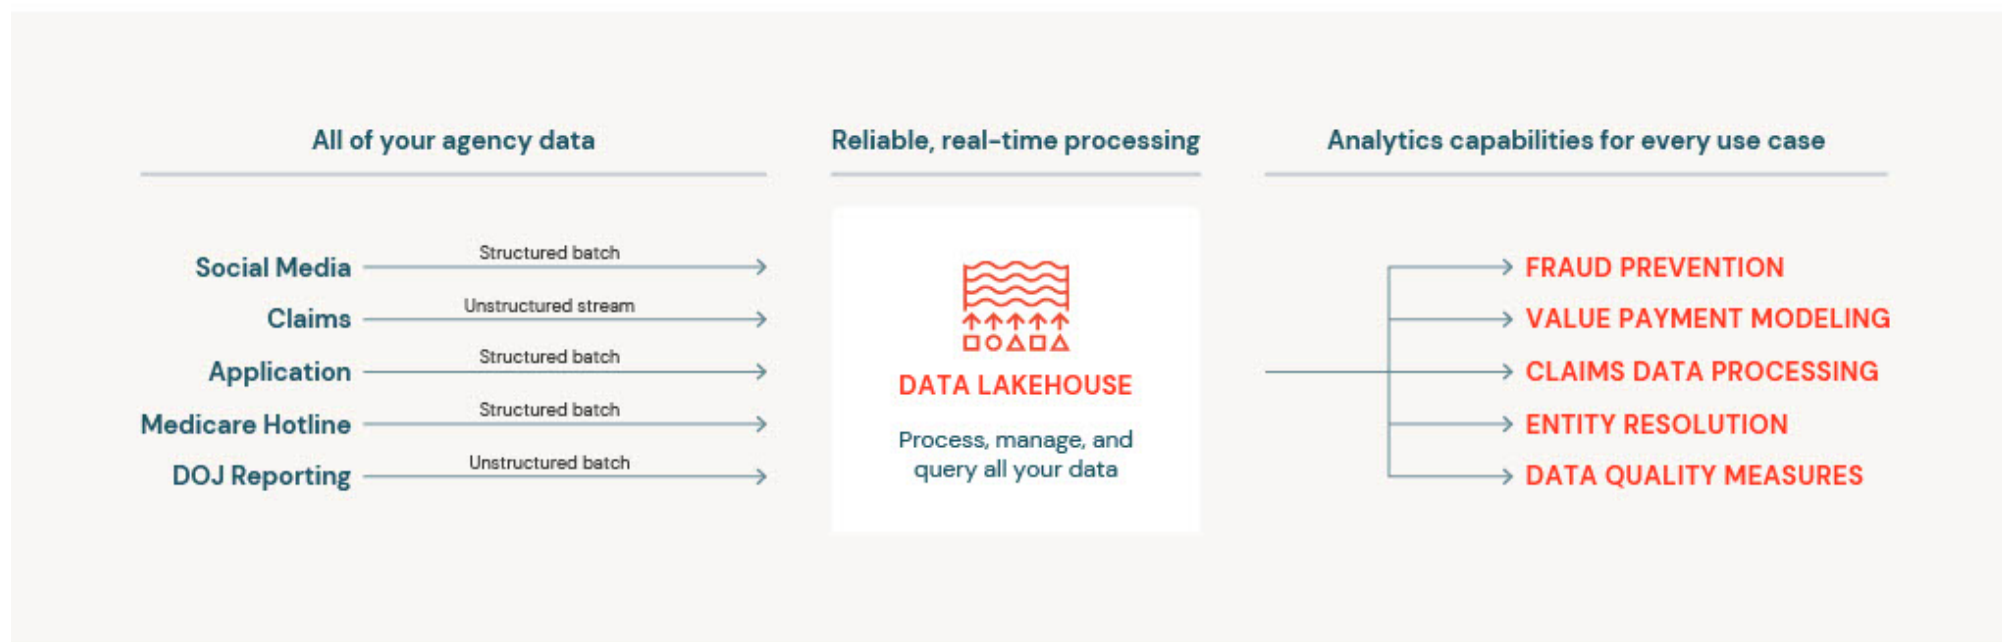 All of your agency data
Reliable, real-time processing
Analytics capabilities for every use case
Social Media
Structured batch
Claims
Unstructured stream
Application
Structured batch
Medicare Hotline
Structured batch
DOJ Reporting
Unstructured batch
DATA LAKEHOUSE
Process, manage, and
query all your data
FRAUD PREVENTION
VALUE PAYMENT MODELING
CLAIMS DATA PROCESSING
ENTITY RESOLUTION
DATA QUALITY MEASURES